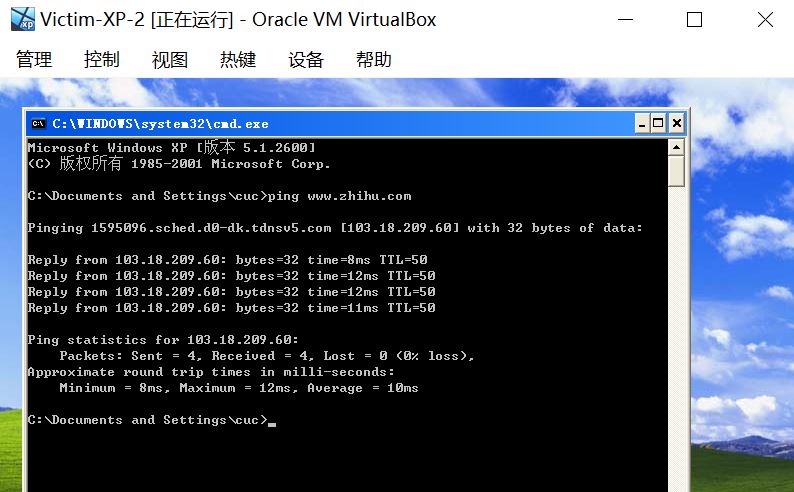 Victim-XP-2 [正在运行] - Oracle VM VirtualBox
管理 控制 视图 热键 设备 帮助
C:\WINDOWS\system32\cmd.exe
Microsoft Windows XP [版本 5.1.2600]
(C) 版权所有 1985-2001 Microsoft Corp.
C:\Documents and Settings\cuc>ping www.zhihu.com
Pinging 1595096.sched.d0-dk.tdnsv5.com [103.18.209.60] with 32 bytes of data:
Reply from 103.18.209.60: bytes=32 time=8ms TTL=50
Reply from 103.18.209.60: bytes=32 time=12ms TTL=50
Reply from 103.18.209.60: bytes=32 time=12ms TTL=50
Reply from 103.18.209.60: bytes=32 time=11ms TTL=50
Ping statistics for 103.18.209.60:
Packets: Sent = 4, Received = 4, Lost = 0 (0% loss),
Approximate round trip times in milli-seconds:
Minimum = 8ms, Maximum = 12ms, Average = 10ms
C:\Documents and Settings\cuc>_